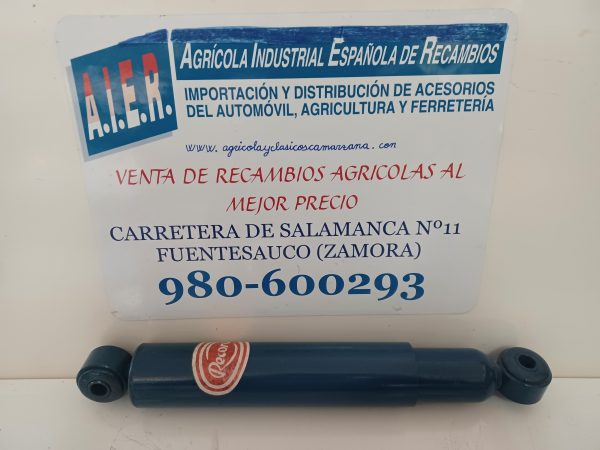 A.I.E.R.
AGRÍCOLA INDUSTRIAL ESPAÑOLA DE RECAMBIOS
IMPORTACIÓN Y DISTRIBUCIÓN DE ACESORIOS
DEL AUTOMÓVIL, AGRICULTURA Y FERRETERÍA
www.agricolayclasicoscamarzana.com
VENTA DE RECAMBIOS AGRICOLAS AL
MEJOR PRECIO
CARRETERA DE SALAMANCA Nº11
FUENTESAUCO (ZAMORA)
980-600293
Record